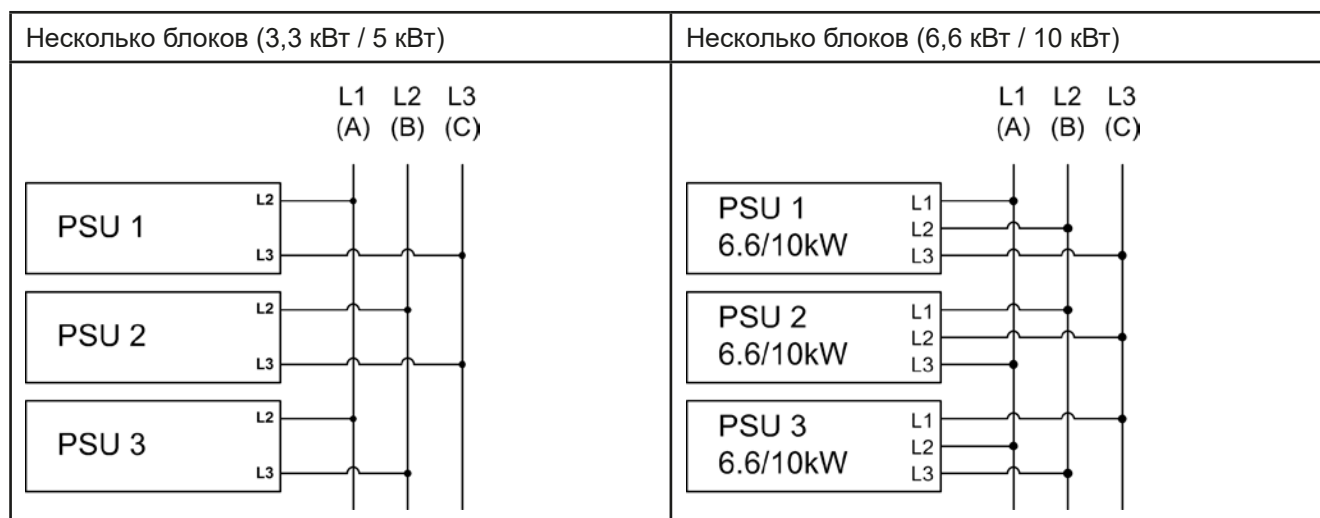 Несколько блоков (3,3 кВт / 5 кВт)
L1 L2 L3
(A) (B) (C)
PSU 1
L2
L3
PSU 2
L2
L3
PSU 3
L2
L3
Несколько блоков (6,6 кВт / 10 кВт)
L1 L2 L3
(A) (B) (C)
PSU 1
6.6/10kW
L1
L2
L3
PSU 2
6.6/10kW
L1
L2
L3
PSU 3
6.6/10kW
L1
L2
L3